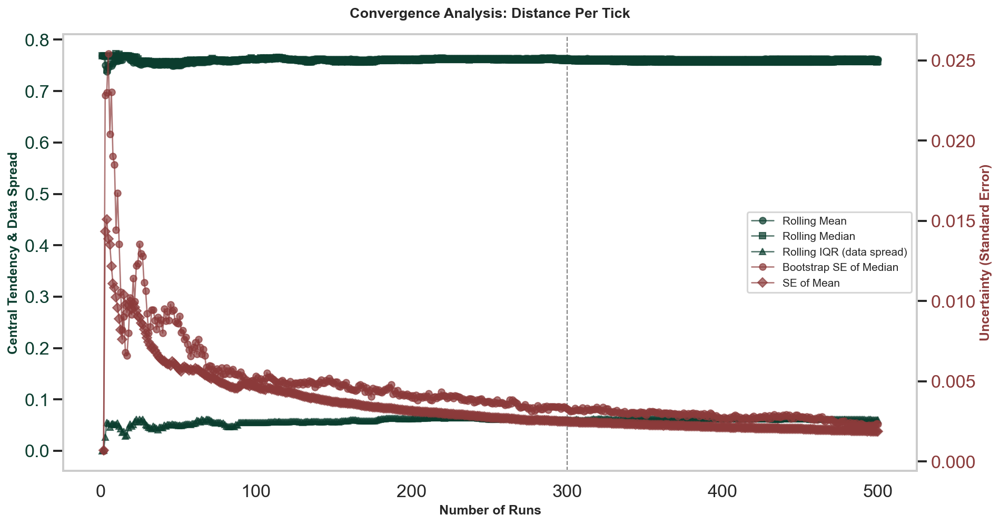 Convergence Analysis: Distance Per Tick
Central Tendency & Data Spread
0.8
0.7
0.6
0.5
0.4
0.3
0.2
0.1
0.0
Rolling Mean
Rolling Median
Rolling IQR (data spread)
Bootstrap SE of Median
SE of Mean
0.025
0.020
0.015
0.010
0.005
0.000
Uncertainty (Standard Error)
0 100 200 300 400 500
Number of Runs